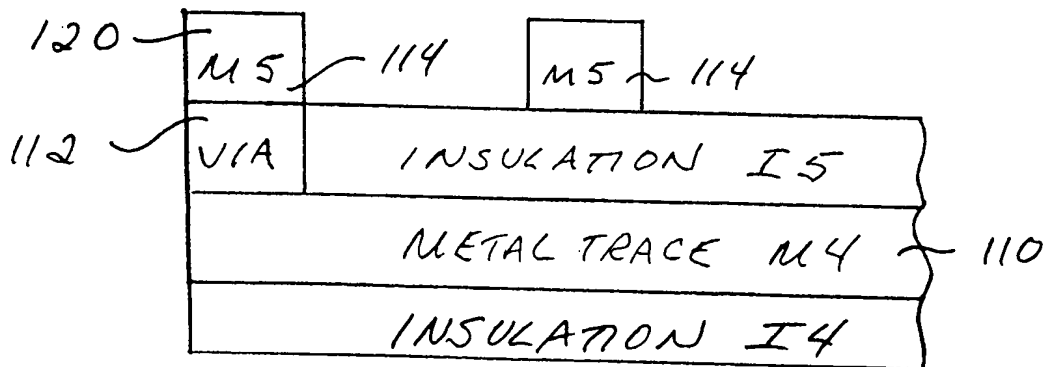 120
M5
114
M5
114
112
VIA
INSULATION I5
METAL TRACE M4
110
INSULATION I4